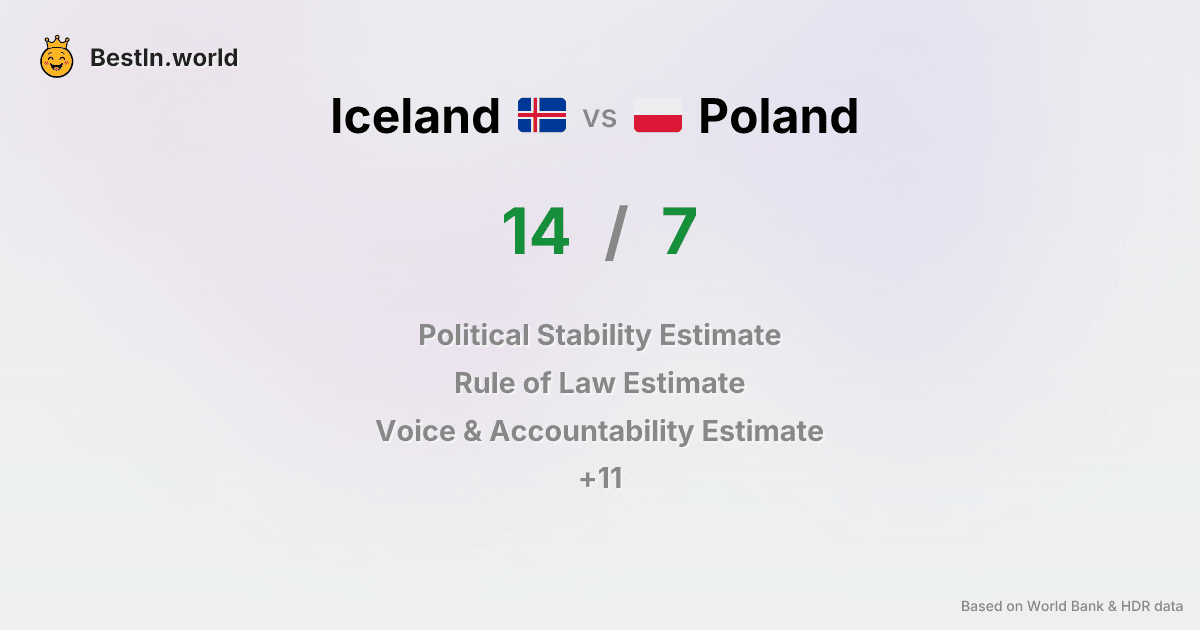 BestIn.world
Iceland vs Poland
14 / 7
Political Stability Estimate
Rule of Law Estimate
Voice & Accountability Estimate
+11
Based on World Bank & HDR data